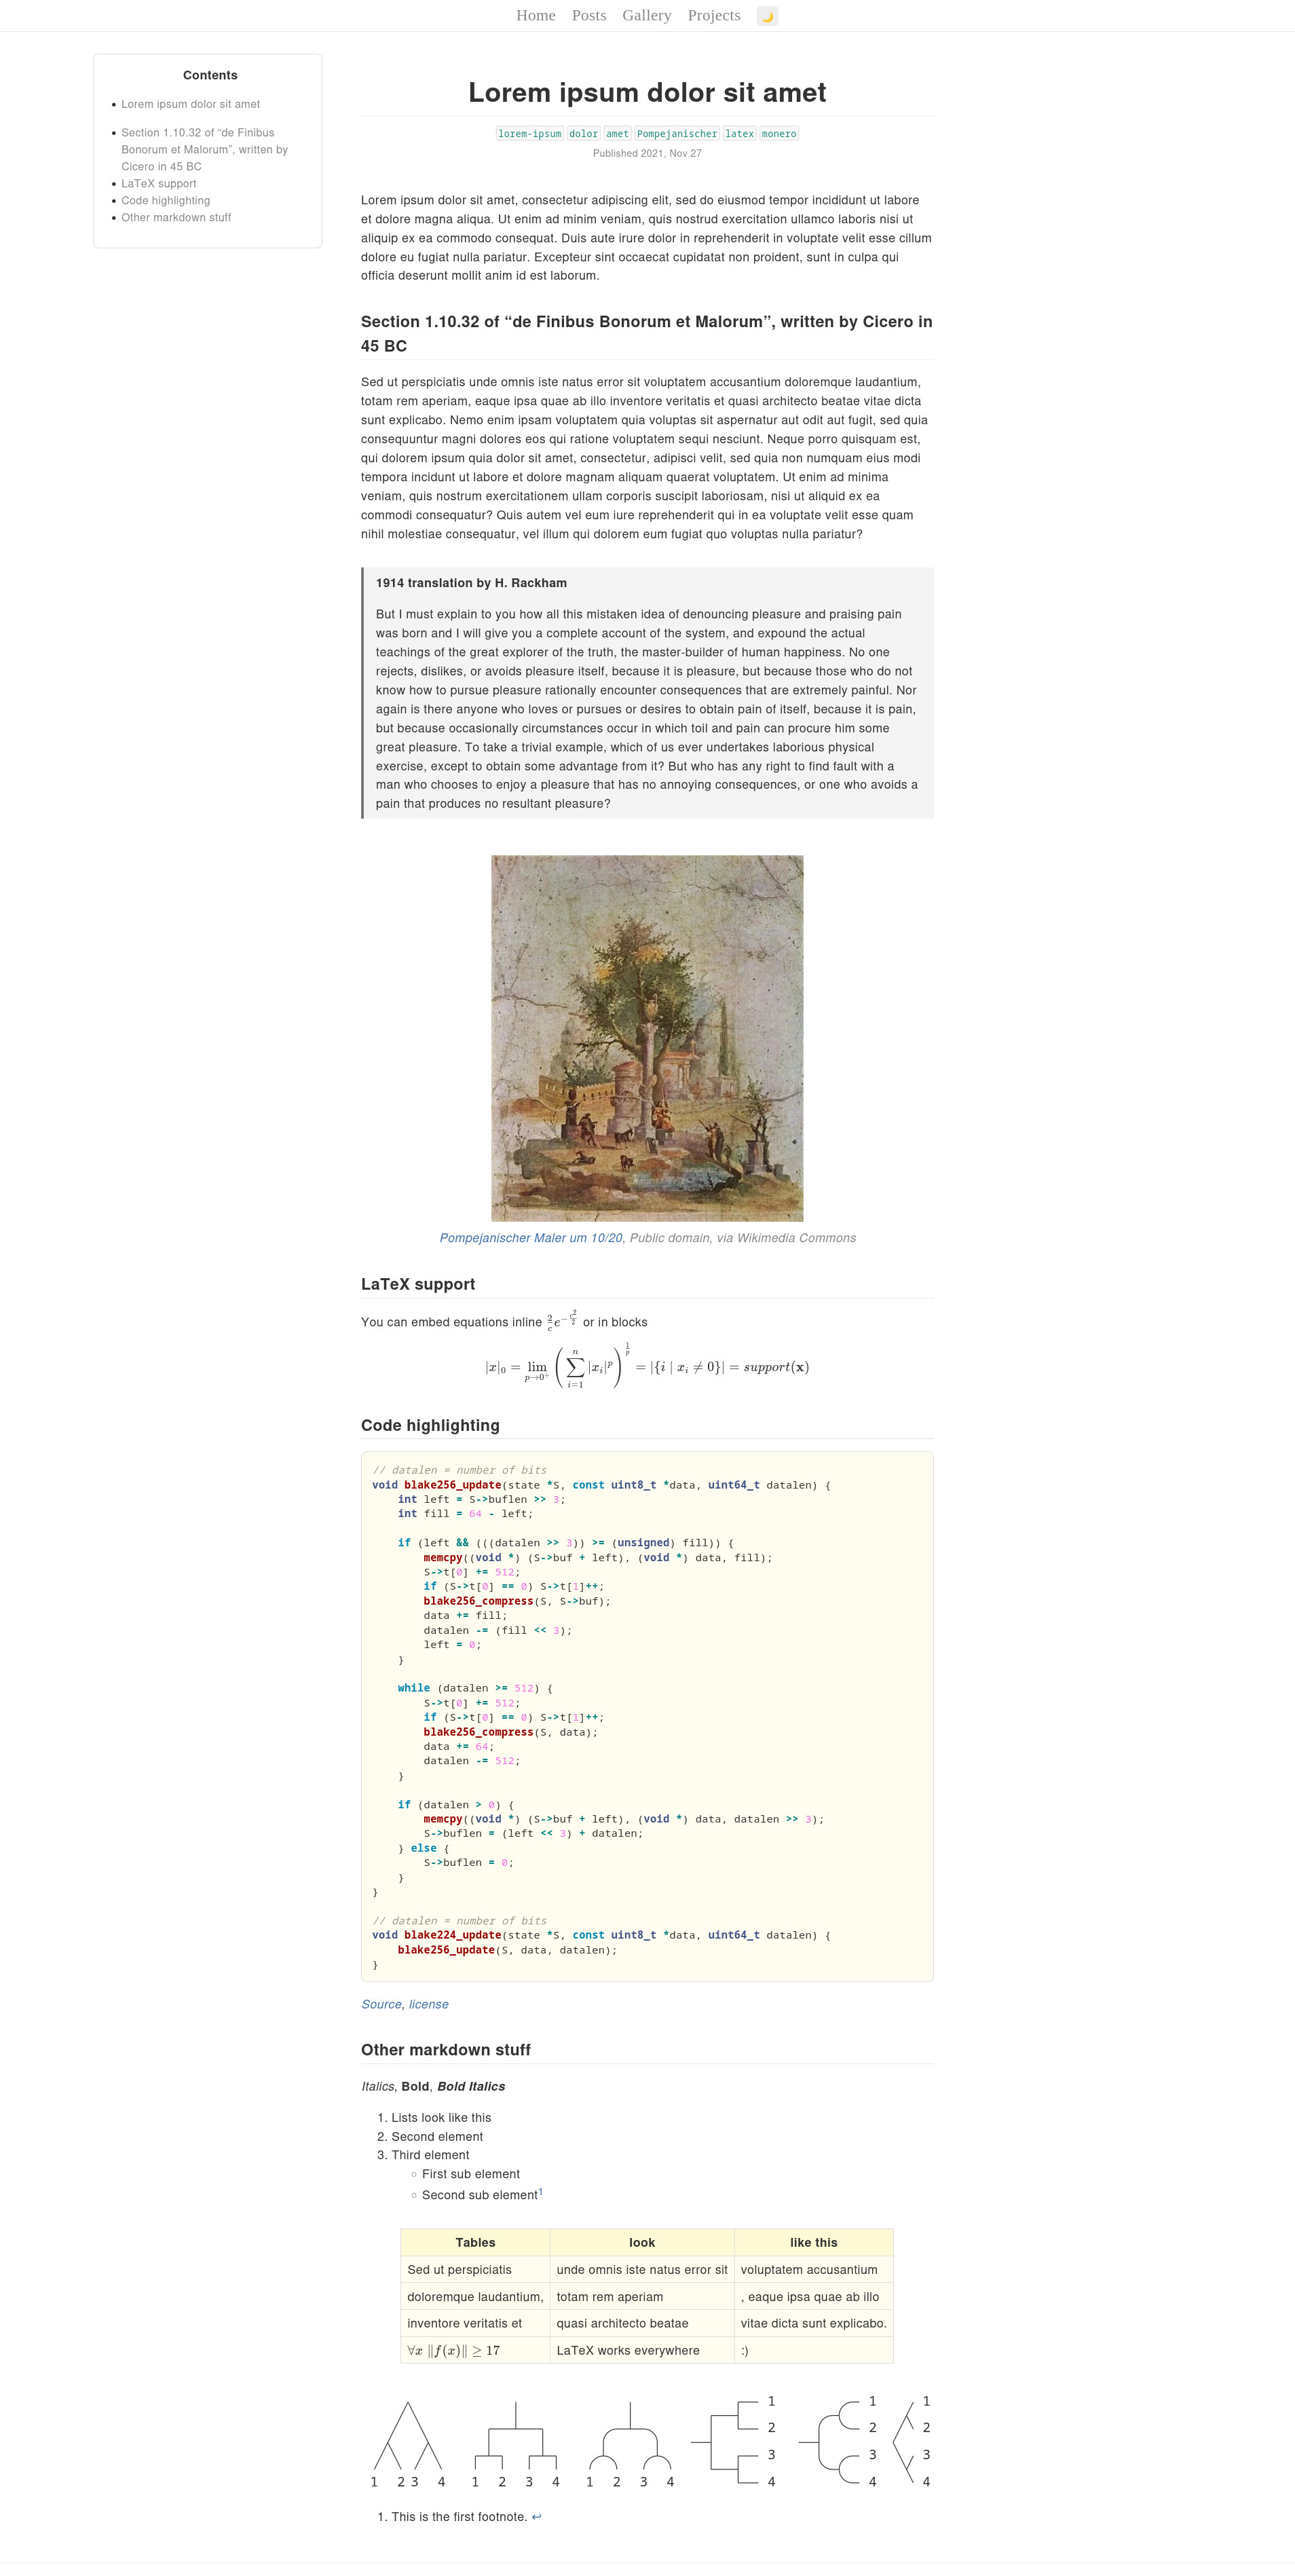 Home Posts Gallery Projects
Contents
Lorem ipsum dolor sit amet
Section 1.10.32 of “de Finibus
Bonorum et Malorum”, written by
Cicero in 45 BC
LaTeX support
Code highlighting
Other markdown stuff
Lorem ipsum dolor sit amet
lorem-ipsum dolor amet Pompejanischer latex monero
Published 2021, Nov 27
Lorem ipsum dolor sit amet, consectetur adipiscing elit, sed do eiusmod tempor incididunt ut labore
et dolore magna aliqua. Ut enim ad minim veniam, quis nostrud exercitation ullamco laboris nisi ut
aliquip ex ea commodo consequat. Duis aute irure dolor in reprehenderit in voluptate velit esse cillum
dolore eu fugiat nulla pariatur. Excepteur sint occaecat cupidatat non proident, sunt in culpa qui
officia deserunt mollit anim id est laborum.
Section 1.10.32 of “de Finibus Bonorum et Malorum”, written by Cicero in
45 BC
Sed ut perspiciatis unde omnis iste natus error sit voluptatem accusantium doloremque laudantium,
totam rem aperiam, eaque ipsa quae ab illo inventore veritatis et quasi architecto beatae vitae dicta
sunt explicabo. Nemo enim ipsam voluptatem quia voluptas sit aspernatur aut odit aut fugit, sed quia
consequuntur magni dolores eos qui ratione voluptatem sequi nesciunt. Neque porro quisquam est,
qui dolorem ipsum quia dolor sit amet, consectetur, adipisci velit, sed quia non numquam eius modi
tempora incidunt ut labore et dolore magnam aliquam quaerat voluptatem. Ut enim ad minima
veniam, quis nostrum exercitationem ullam corporis suscipit laboriosam, nisi ut aliquid ex ea
commodi consequatur? Quis autem vel eum iure reprehenderit qui in ea voluptate velit esse quam
nihil molestiae consequatur, vel illum qui dolorem eum fugiat quo voluptas nulla pariatur?
1914 translation by H. Rackham
But I must explain to you how all this mistaken idea of denouncing pleasure and praising pain
was born and I will give you a complete account of the system, and expound the actual
teachings of the great explorer of the truth, the master-builder of human happiness. No one
rejects, dislikes, or avoids pleasure itself, because it is pleasure, but because those who do not
know how to pursue pleasure rationally encounter consequences that are extremely painful. Nor
again is there anyone who loves or pursues or desires to obtain pain of itself, because it is pain,
but because occasionally circumstances occur in which toil and pain can procure him some
great pleasure. To take a trivial example, which of us ever undertakes laborious physical
exercise, except to obtain some advantage from it? But who has any right to find fault with a
man who chooses to enjoy a pleasure that has no annoying consequences, or one who avoids a
pain that produces no resultant pleasure?
Pompejanischer Maler um 10/20, Public domain, via Wikimedia Commons
LaTeX support
You can embed equations inline 2/c e^(-t²/2) or in blocks
|x|₀ = lim p→0⁺ (∑ i=1 n |xᵢ|ᵖ)^(1/p) = |{i | xᵢ ≠ 0}| = support(x)
Code highlighting
// datalen = number of bits
void blake256_update(state *S, const uint8_t *data, uint64_t datalen) {
    int left = S->buflen >> 3;
    int fill = 64 - left;
    if (left && (((datalen >> 3)) >= (unsigned) fill)) {
        memcpy((void *) (S->buf + left), (void *) data, fill);
        S->t[0] += 512;
        if (S->t[0] == 0) S->t[1]++;
        blake256_compress(S, S->buf);
        data += fill;
        datalen -= (fill << 3);
        left = 0;
    }
    while (datalen >= 512) {
        S->t[0] += 512;
        if (S->t[0] == 0) S->t[1]++;
        blake256_compress(S, data);
        data += 64;
        datalen -= 512;
    }
    if (datalen > 0) {
        memcpy((void *) (S->buf + left), (void *) data, datalen >> 3);
        S->buflen = (left << 3) + datalen;
    } else {
        S->buflen = 0;
    }
}
// datalen = number of bits
void blake224_update(state *S, const uint8_t *data, uint64_t datalen) {
    blake256_update(S, data, datalen);
}
Source, license
Other markdown stuff
Italics, Bold, Bold Italics
1. Lists look like this
2. Second element
3. Third element
First sub element
Second sub element1
Tables look like this
Sed ut perspiciatis unde omnis iste natus error sit voluptatem accusantium
doloremque laudantium, totam rem aperiam , eaque ipsa quae ab illo
inventore veritatis et quasi architecto beatae vitae dicta sunt explicabo.
∀x ‖f(x)‖ ≥ 17 LaTeX works everywhere :)
1 2 3 4
1 2 3 4
1 2 3 4
1
2
3
4
1
2
3
4
1
2
3
4
1. This is the first footnote. ↩